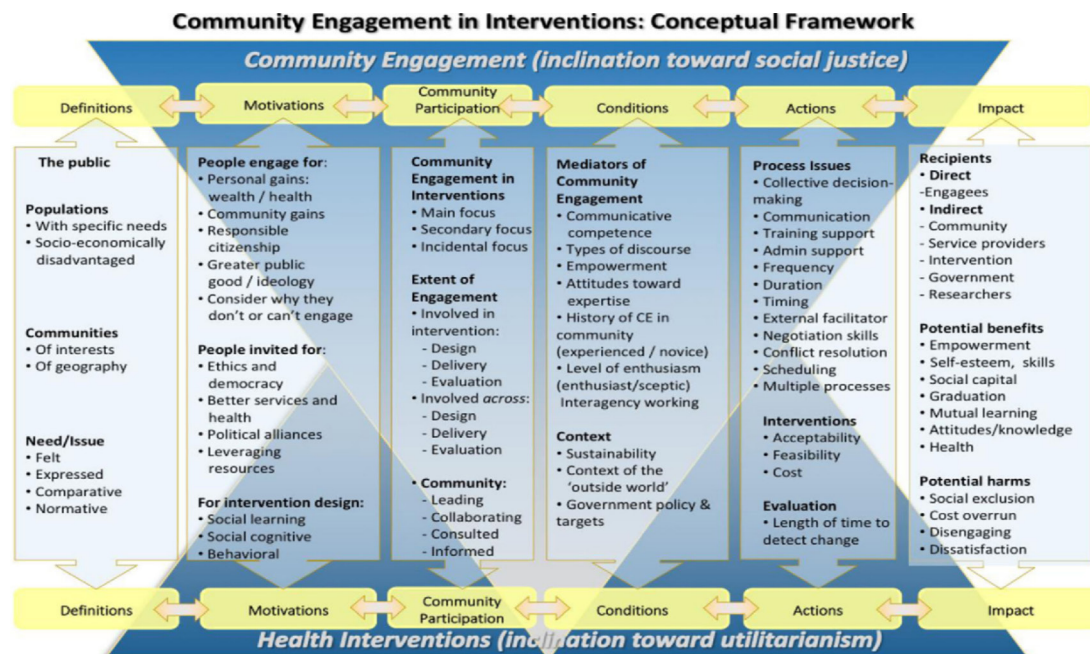 Community Engagement in Interventions: Conceptual Framework
Community Engagement (inclination toward social justice)
Definitions
Motivations
Community
Participation
Conditions
Actions
Impact
The public
Populations
• With specific needs
• Socio-economically
disadvantaged
Communities
• Of interests
• Of geography
Need/Issue
• Felt
• Expressed
• Comparative
• Normative
People engage for:
• Personal gains:
wealth / health
• Community gains
• Responsible
citizenship
• Greater public
good / ideology
• Consider why they
don't or can't engage
People invited for:
• Ethics and
democracy
• Better services and
health
• Political alliances
• Leveraging
resources
For intervention design:
• Social learning
• Social cognitive
• Behavioral
Community
Engagement in
Interventions
• Main focus
• Secondary focus
• Incidental focus
Extent of
Engagement
• Involved in
intervention:
- Design
- Delivery
- Evaluation
• Involved across:
- Design
- Delivery
- Evaluation
• Community:
- Leading
- Collaborating
- Consulted
- Informed
Mediators of
Community
Engagement
• Communicative
competence
• Types of discourse
• Empowerment
• Attitudes toward
expertise
• History of CE in
community
(experienced / novice)
• Level of enthusiasm
(enthusiast/sceptic)
Interagency working
Context
• Sustainability
• Context of the
'outside world'
• Government policy &
targets
Process Issues
• Collective decision-
making
• Communication
• Training support
• Admin support
• Frequency
• Duration
• Timing
• External facilitator
• Negotiation skills
• Conflict resolution
• Scheduling
• Multiple processes
Interventions
• Acceptability
• Feasibility
• Cost
Evaluation
• Length of time to
detect change
Recipients
• Direct
-Engagees
• Indirect
- Community
- Service providers
- Intervention
- Government
- Researchers
Potential benefits
• Empowerment
• Self-esteem, skills
• Social capital
• Graduation
• Mutual learning
• Attitudes/knowledge
• Health
Potential harms
• Social exclusion
• Cost overrun
• Disengaging
• Dissatisfaction
Definitions
Motivations
Community
Participation
Conditions
Actions
Impact
Health Interventions (inclination toward utilitarianism)